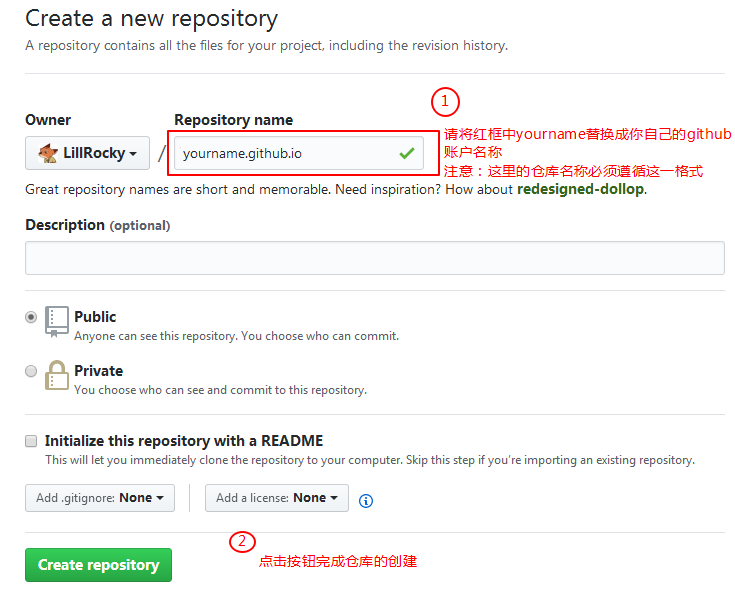 Create a new repository
A repository contains all the files for your project, including the revision history.
①
Owner
Repository name
LillRocky
/
yourname.github.io
请将红框中yourname替换成你自己的github
账户名称
注意：这里的仓库名称必须遵循这一格式
Great repository names are short and memorable. Need inspiration? How about redesigned-dollop.
Description (optional)
Public
Anyone can see this repository. You choose who can commit.
Private
You choose who can see and commit to this repository.
Initialize this repository with a README
This will let you immediately clone the repository to your computer. Skip this step if you’re importing an existing repository.
Add .gitignore: None
Add a license: None
②
点击按钮完成仓库的创建
Create repository